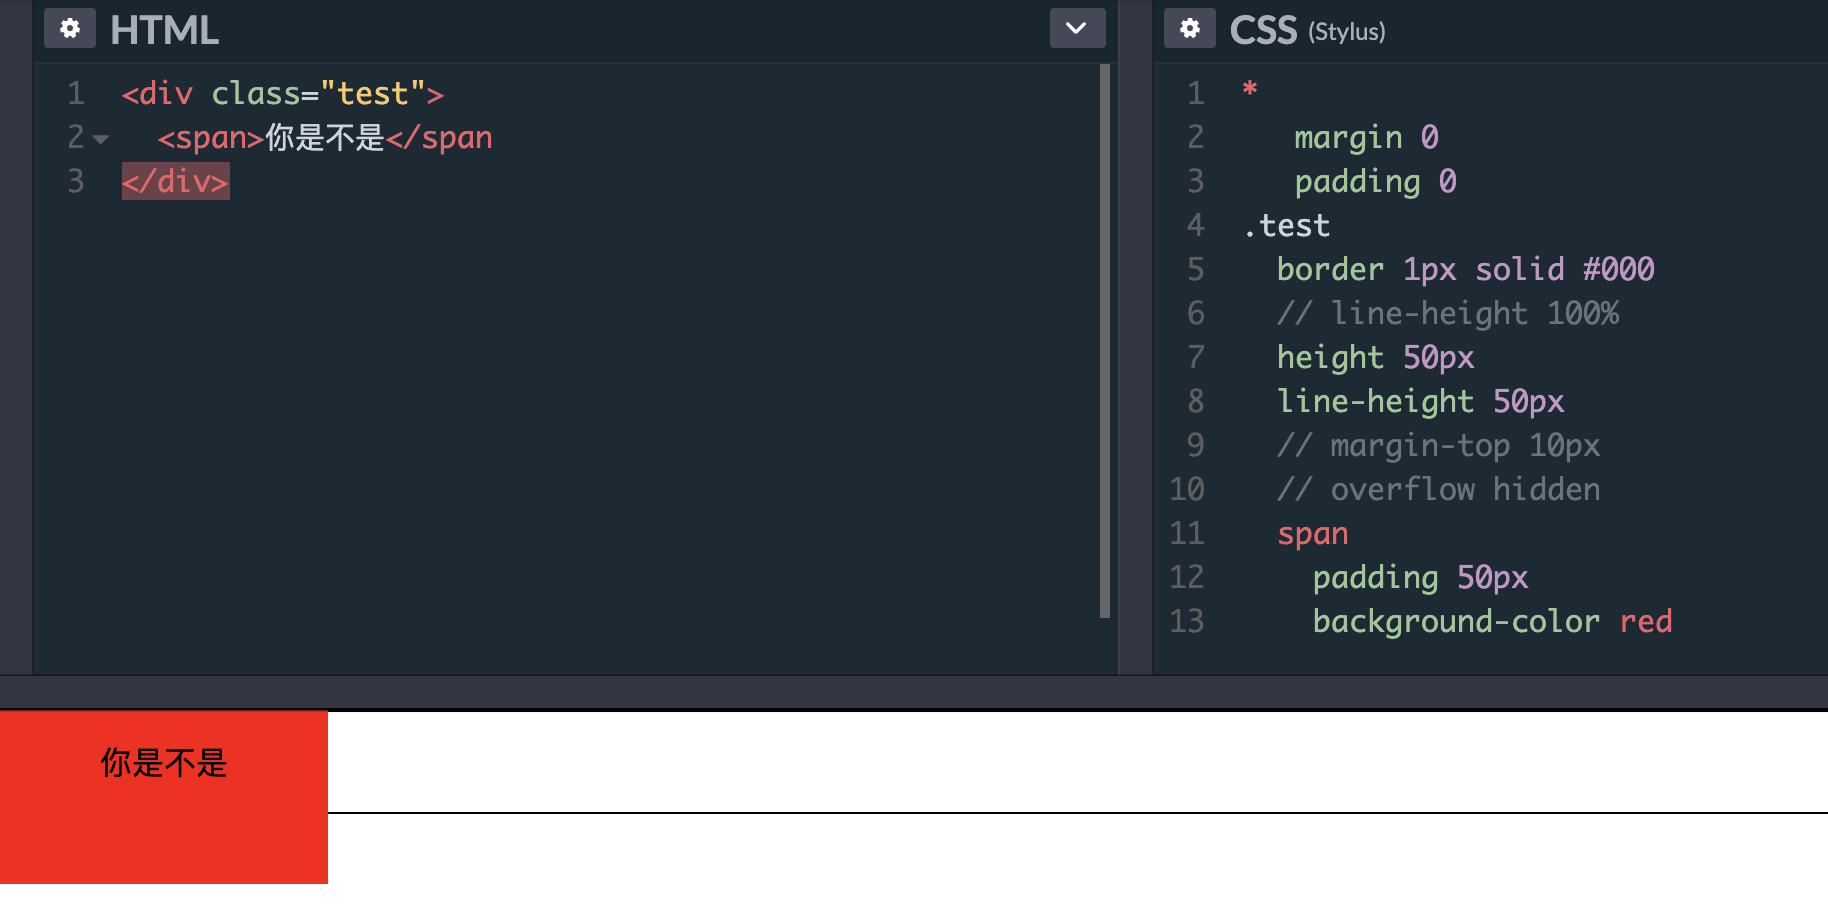 HTML
1 <div class="test">
2 <span>你是不是</span
3 </div>
CSS (Stylus)
1 *
2 margin 0
3 padding 0
4 .test
5 border 1px solid #000
6 // line-height 100%
7 height 50px
8 line-height 50px
9 // margin-top 10px
10 // overflow hidden
11 span
12 padding 50px
13 background-color red
你是不是